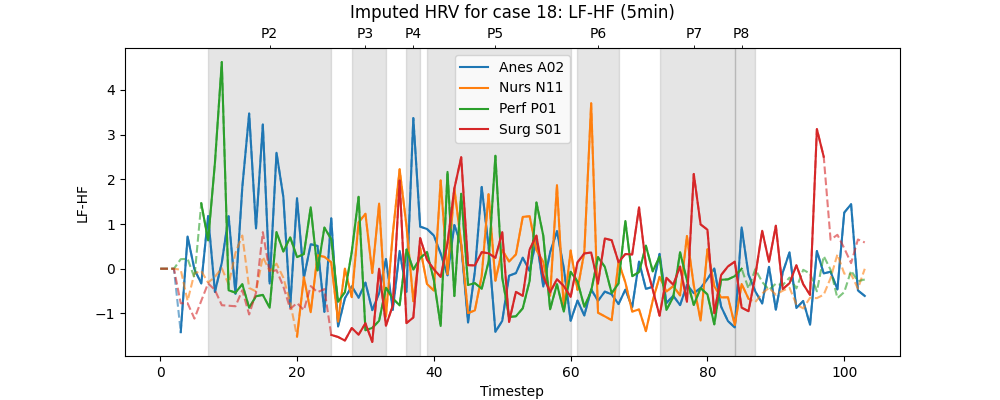 Imputed HRV for case 18: LF-HF (5min)
P2 P3 P4 P5 P6 P7 P8
Anes A02
Nurs N11
Perf P01
Surg S01
LF-HF
4
3
2
1
0
−1
0 20 40 60 80 100
Timestep